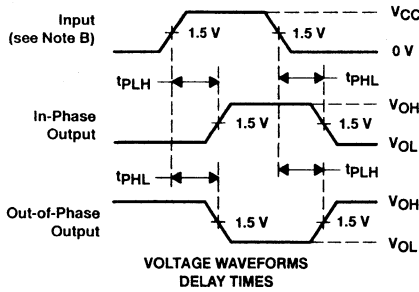 Input
(see Note B)
1.5 V
1.5 V
VCC
0 V
tPLH
tPHL
In-Phase
Output
1.5 V
1.5 V
VOH
VOL
tPHL
tPLH
Out-of-Phase
Output
1.5 V
1.5 V
VOH
VOL
VOLTAGE WAVEFORMS
DELAY TIMES